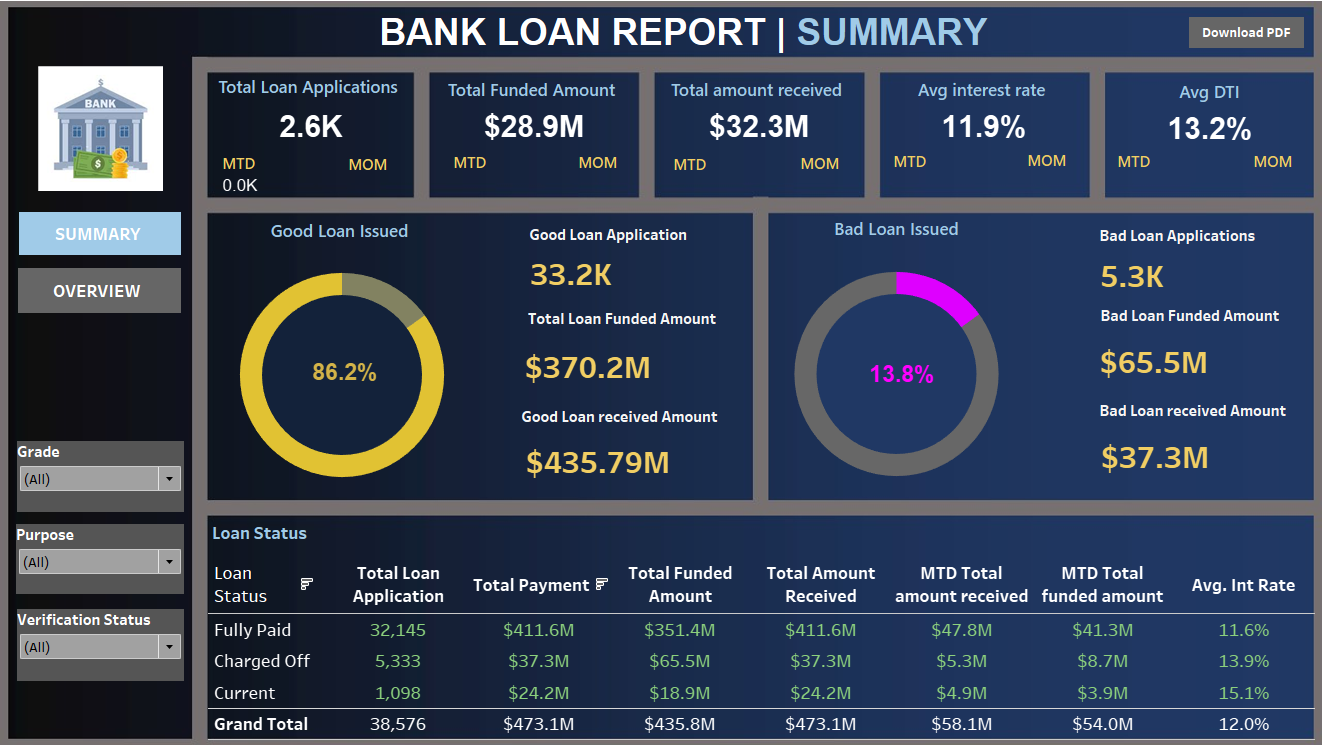 BANK LOAN REPORT | SUMMARY
Download PDF
$
BANK
$
$
SUMMARY
OVERVIEW
Grade
(All)
Purpose
(All)
Verification Status
(All)
Total Loan Applications
2.6K
MTD MOM
0.0K
Total Funded Amount
$28.9M
MTD MOM
Total amount received
$32.3M
MTD MOM
Avg interest rate
11.9%
MTD MOM
Avg DTI
13.2%
MTD MOM
Good Loan Issued
86.2%
Good Loan Application
33.2K
Total Loan Funded Amount
$370.2M
Good Loan received Amount
$435.79M
Bad Loan Issued
13.8%
Bad Loan Applications
5.3K
Bad Loan Funded Amount
$65.5M
Bad Loan received Amount
$37.3M
Loan Status
Loan
Status
Total Loan
Application
Total Payment
Total Funded
Amount
Total Amount
Received
MTD Total
amount received
MTD Total
funded amount
Avg. Int Rate
Fully Paid 32,145 $411.6M $351.4M $411.6M $47.8M $41.3M 11.6%
Charged Off 5,333 $37.3M $65.5M $37.3M $5.3M $8.7M 13.9%
Current 1,098 $24.2M $18.9M $24.2M $4.9M $3.9M 15.1%
Grand Total 38,576 $473.1M $435.8M $473.1M $58.1M $54.0M 12.0%